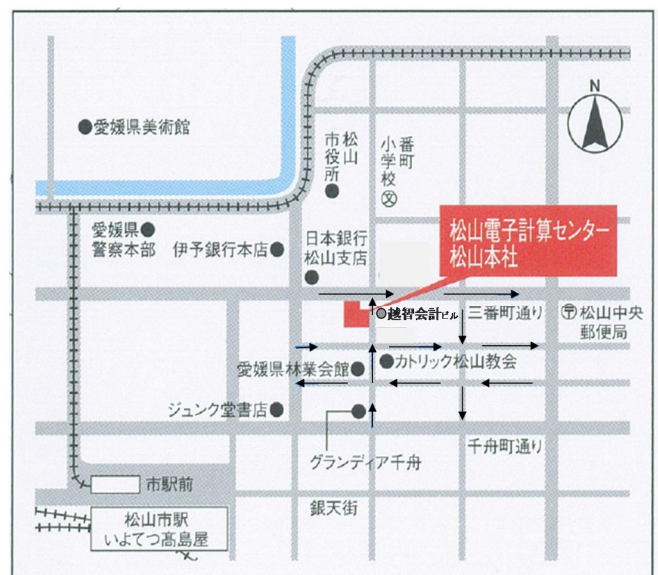 N
愛媛県美術館
松山
市役所
番町
小学校
文
愛媛県
警察本部
伊予銀行本店
日本銀行
松山支店
松山電子計算センター
松山本社
越智会計ビル
三番町通り
〒松山中央
郵便局
愛媛県林業会館
カトリック松山教会
ジュンク堂書店
千舟町通り
グランディア千舟
市駅前
銀天街
松山市駅
いよてつ髙島屋